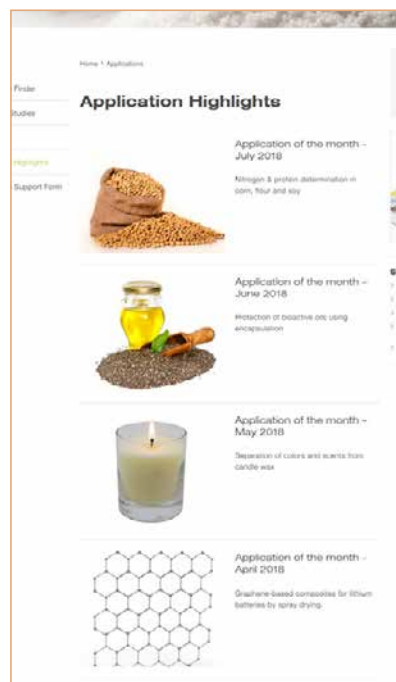 Home › Applications
Finder
Studies
Highlights
Support Form
Application Highlights
Application of the month –
July 2018
Nitrogen & protein determination in
corn, flour and soy
Application of the month –
June 2018
Protection of bioactive oils using
encapsulation
Application of the month –
May 2018
Separation of colors and scents from
candle wax
Application of the month –
April 2018
Graphene-based composites for lithium
batteries by spray drying.